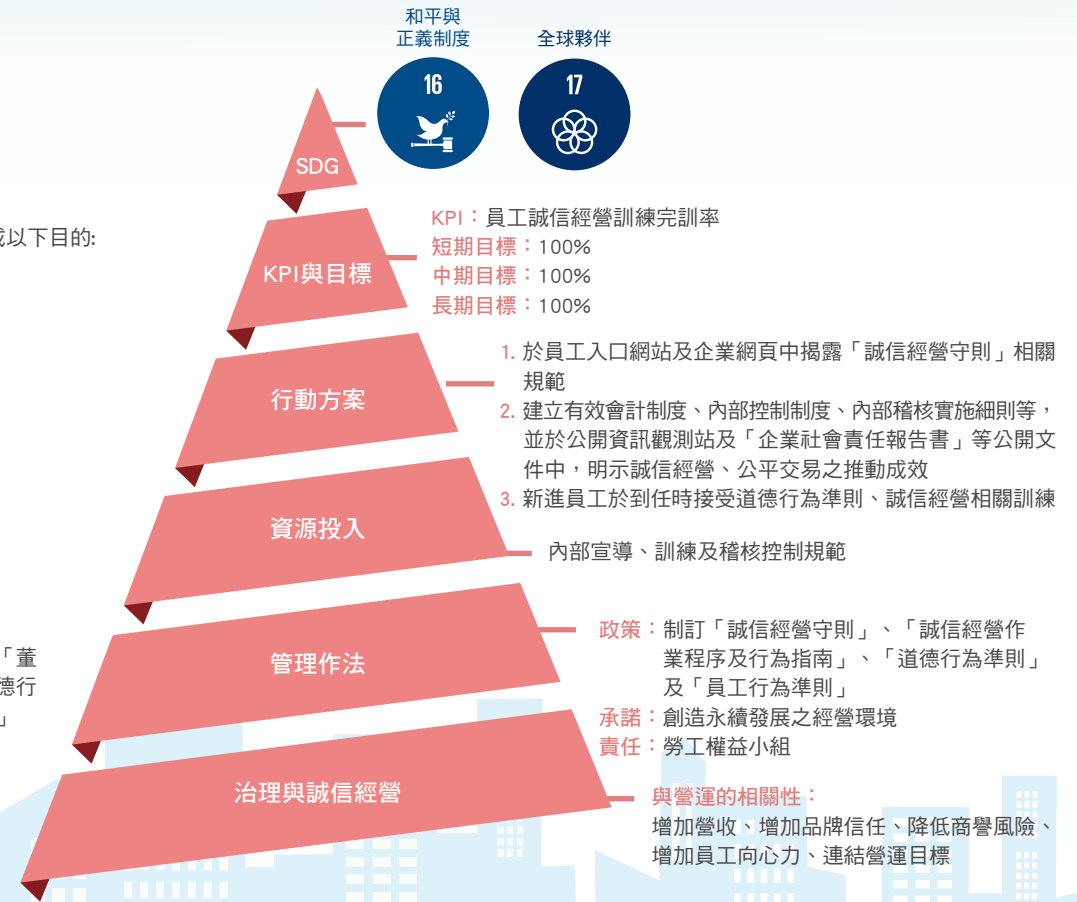 和平與
正義制度
全球夥伴
16
17
SDG
成以下目的:
KPI與目標
KPI：員工誠信經營訓練完訓率
短期目標：100%
中期目標：100%
長期目標：100%
行動方案
1. 於員工入口網站及企業網頁中揭露「誠信經營守則」相關
規範
2. 建立有效會計制度、內部控制制度、內部稽核實施細則等，
並於公開資訊觀測站及「企業社會責任報告書」等公開文
件中，明示誠信經營、公平交易之推動成效
3. 新進員工於到任時接受道德行為準則、誠信經營相關訓練
資源投入
內部宣導、訓練及稽核控制規範
「董
德行
」
管理作法
政策：制訂「誠信經營守則」、「誠信經營作
業程序及行為指南」、「道德行為準則」
及「員工行為準則」
承諾：創造永續發展之經營環境
責任：勞工權益小組
治理與誠信經營
與營運的相關性：
增加營收、增加品牌信任、降低商譽風險、
增加員工向心力、連結營運目標